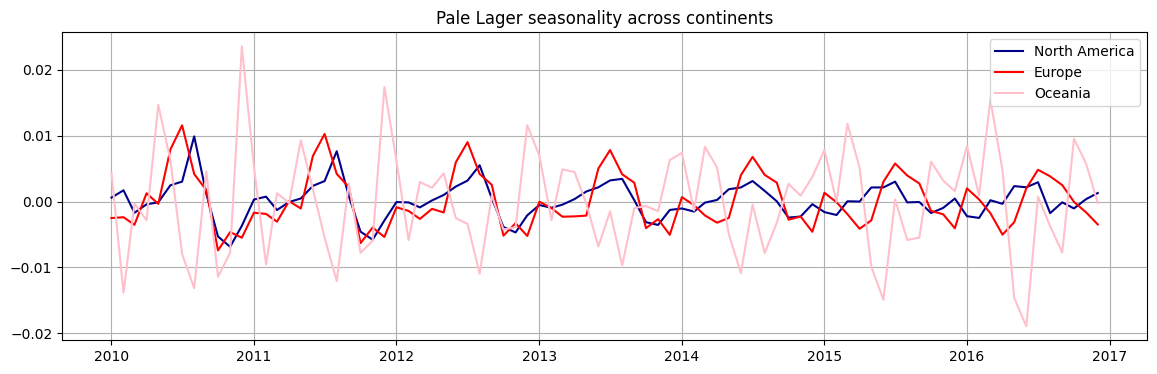 Pale Lager seasonality across continents
North America
Europe
Oceania
0.02
0.01
0.00
−0.01
−0.02
2010 2011 2012 2013 2014 2015 2016 2017